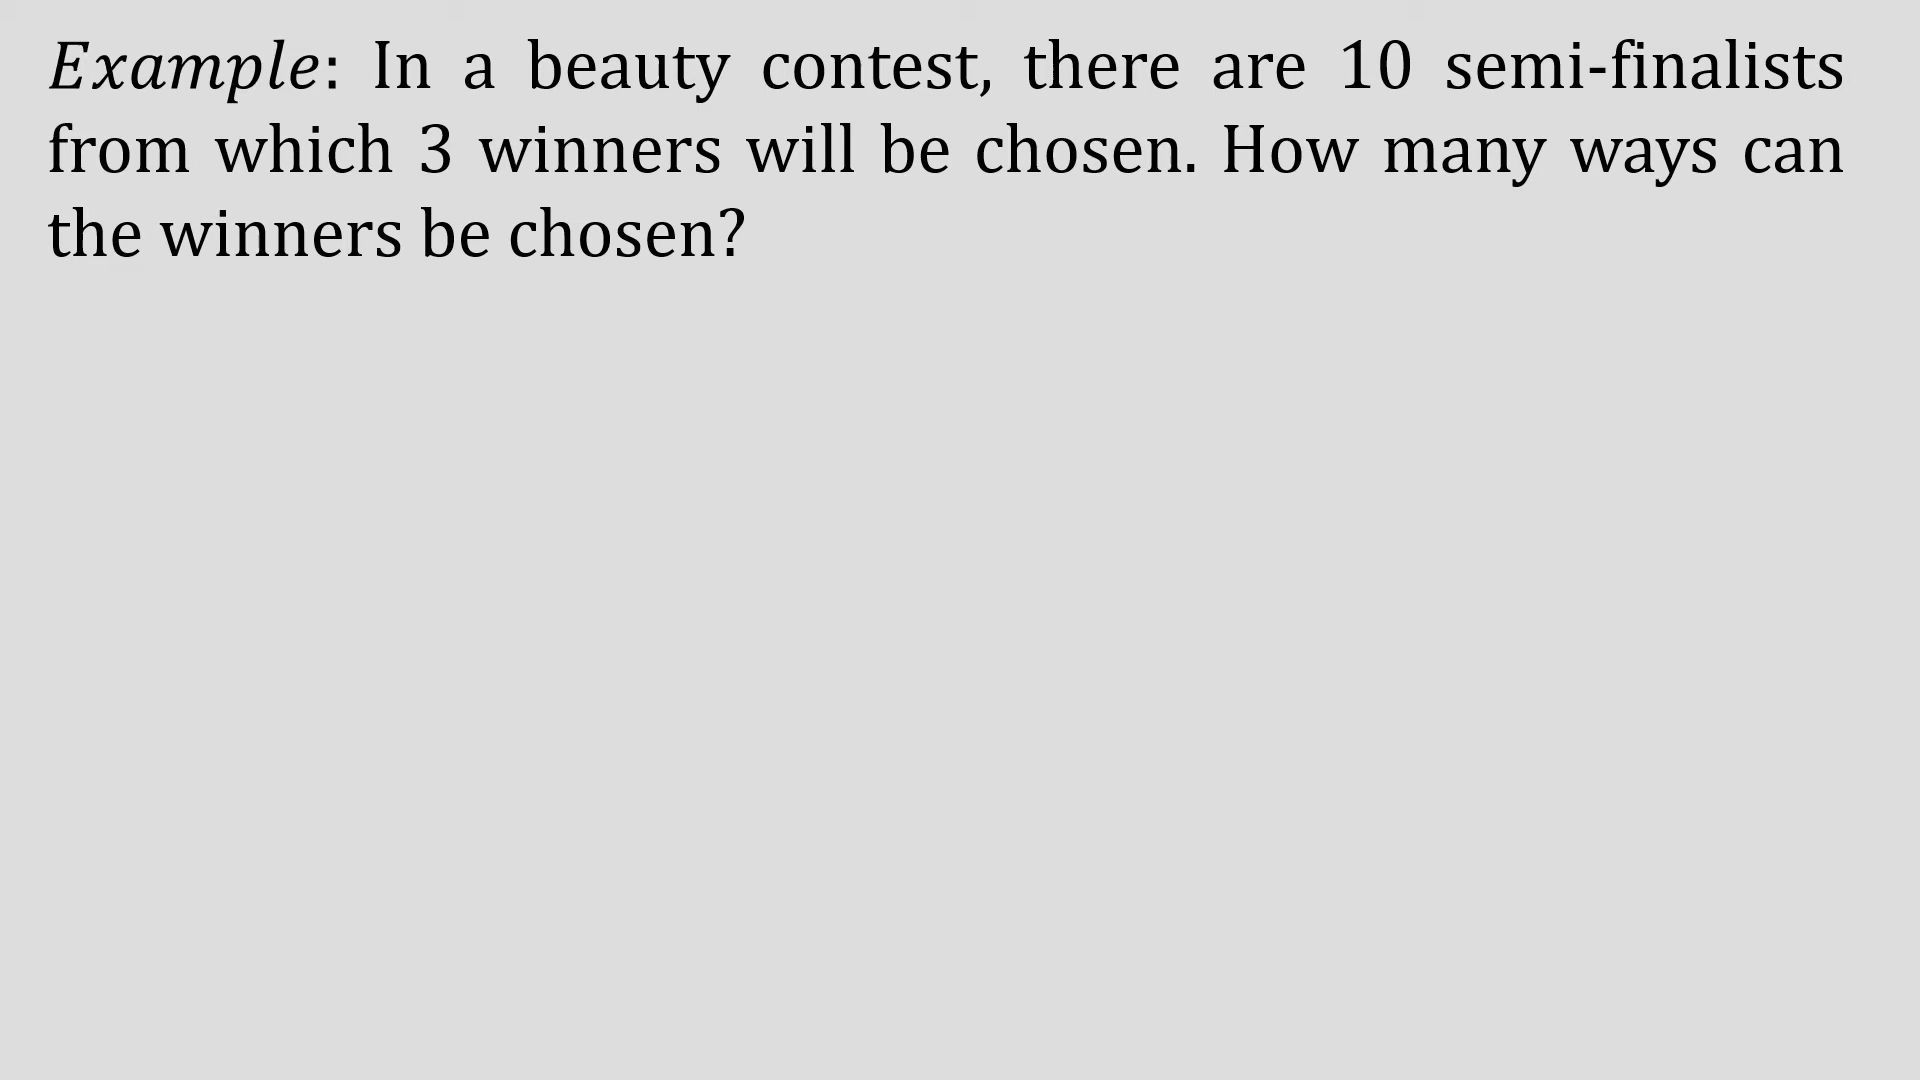 Example: In a beauty contest, there are 10 semi-finalists
from which 3 winners will be chosen. How many ways can
the winners be chosen?